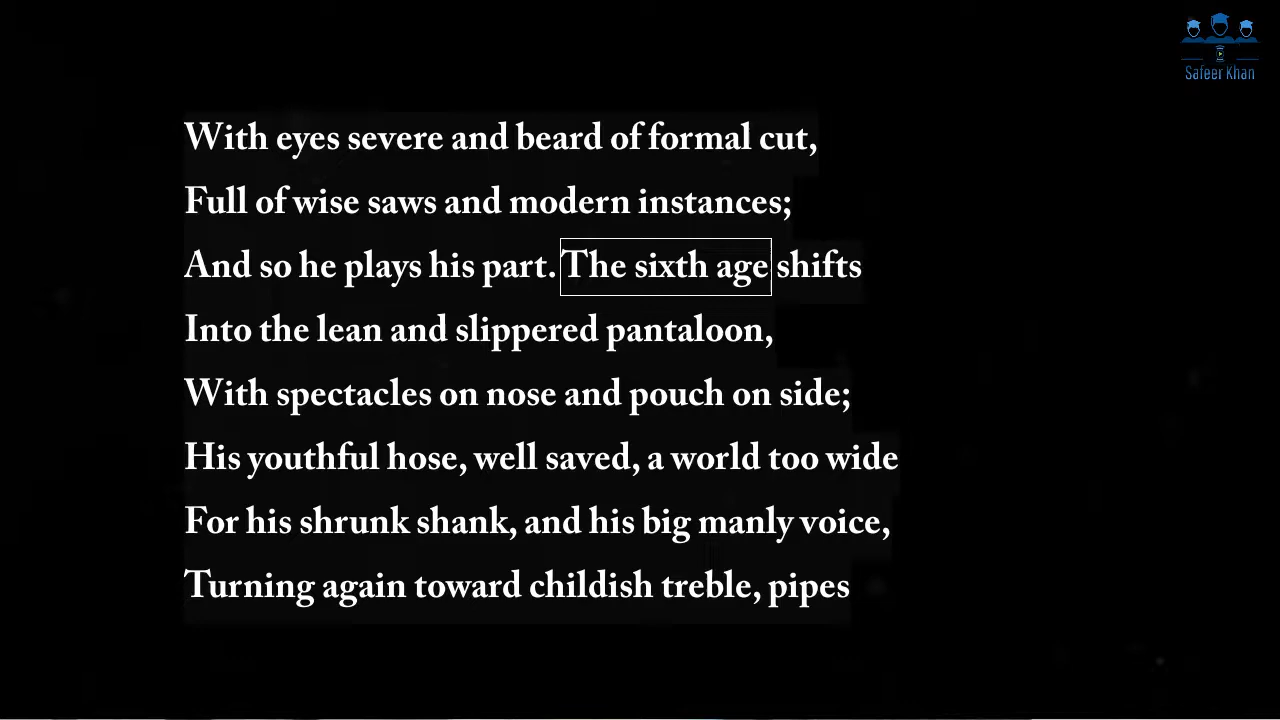 Safeer Khan
With eyes severe and beard of formal cut,
Full of wise saws and modern instances;
And so he plays his part. The sixth age shifts
Into the lean and slippered pantaloon,
With spectacles on nose and pouch on side;
His youthful hose, well saved, a world too wide
For his shrunk shank, and his big manly voice,
Turning again toward childish treble, pipes